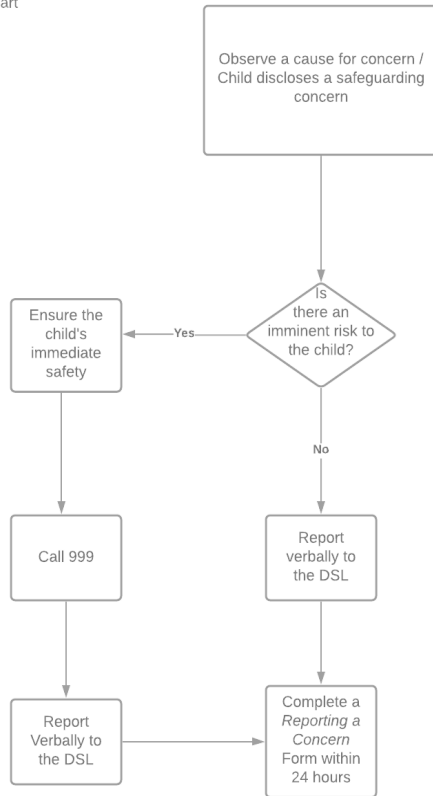 art
Observe a cause for concern /
Child discloses a safeguarding
concern
Is
there an
imminent risk to
the child?
Yes
Ensure the
child's
immediate
safety
No
Call 999
Report
verbally to
the DSL
Report
Verbally to
the DSL
Complete a
Reporting a
Concern
Form within
24 hours